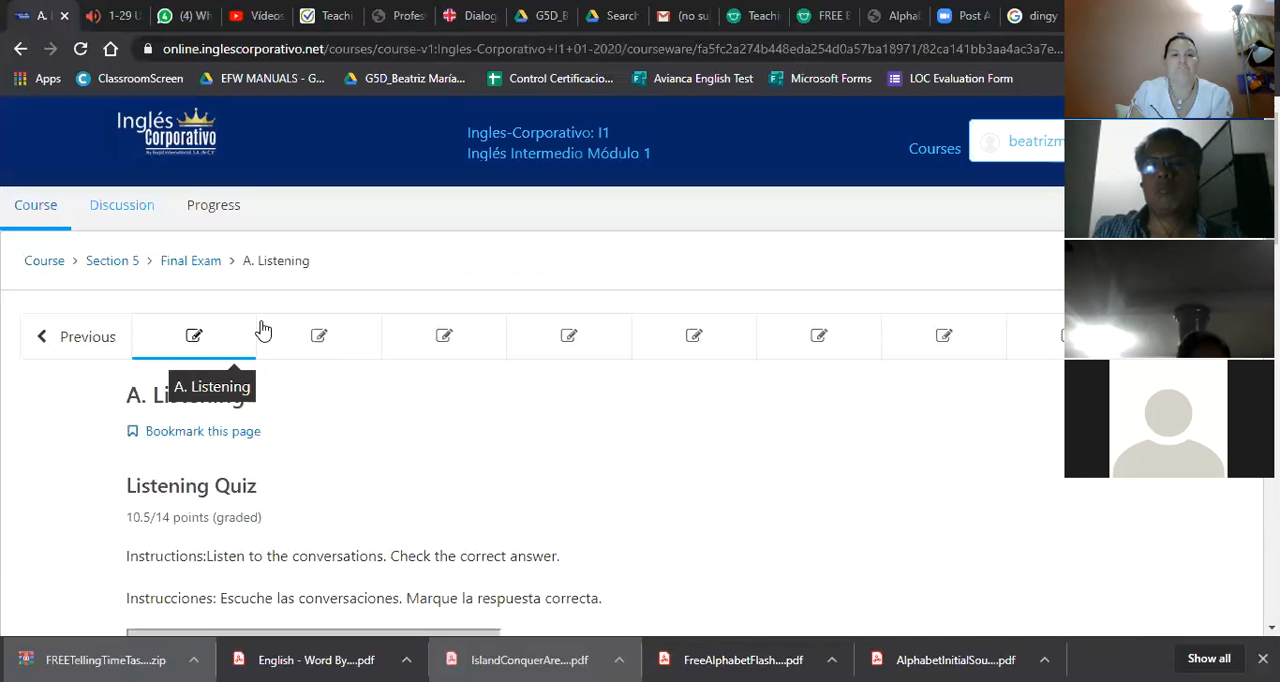 A. I
1-29 U
(4) Wh
Vídeos
Teachi
Profes
Dialog
G5D_B
Search
(no su
Teachi
FREE E
Alphal
Post A
dingy
online.inglescorporativo.net/courses/course-v1:Ingles-Corporativo+I1+01-2020/courseware/fa5fc2a274b448eda254d0a57ba18971/82ca141bb3aa4ac3a7e...
Apps
ClassroomScreen
EFW MANUALS - G...
G5D_Beatriz María...
Control Certificacio...
Avianca English Test
Microsoft Forms
LOC Evaluation Form
Inglés
Corporativo
Ingles-Corporativo: I1
Inglés Intermedio Módulo 1
Courses
beatrizm
Course
Discussion
Progress
Course > Section 5 > Final Exam > A. Listening
Previous
A. Listening
A. Listening
Bookmark this page
Listening Quiz
10.5/14 points (graded)
Instructions:Listen to the conversations. Check the correct answer.
Instrucciones: Escuche las conversaciones. Marque la respuesta correcta.
FREETellingTimeTas....zip
English - Word By....pdf
IslandConquerAre....pdf
FreeAlphabetFlash....pdf
AlphabetInitialSou....pdf
Show all